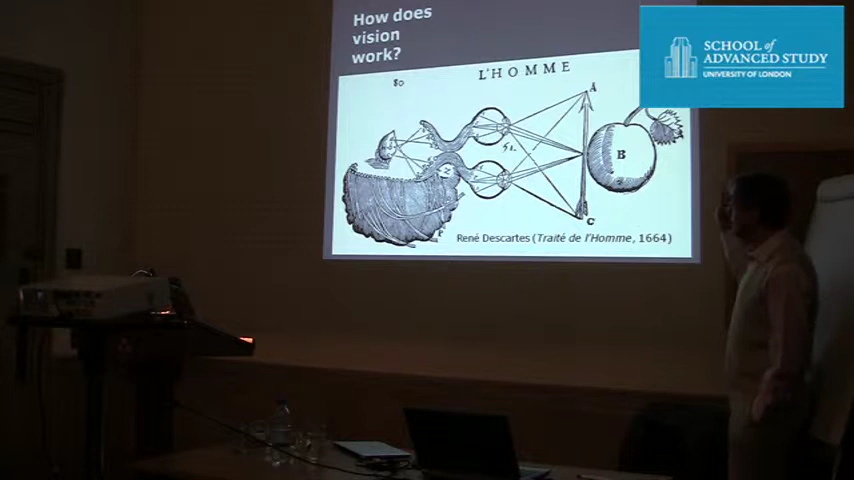 How does
vision
work?
80
L'HOMME
A
B
C
René Descartes (Traité de l'Homme, 1664)
SCHOOL of
ADVANCED STUDY
UNIVERSITY OF LONDON